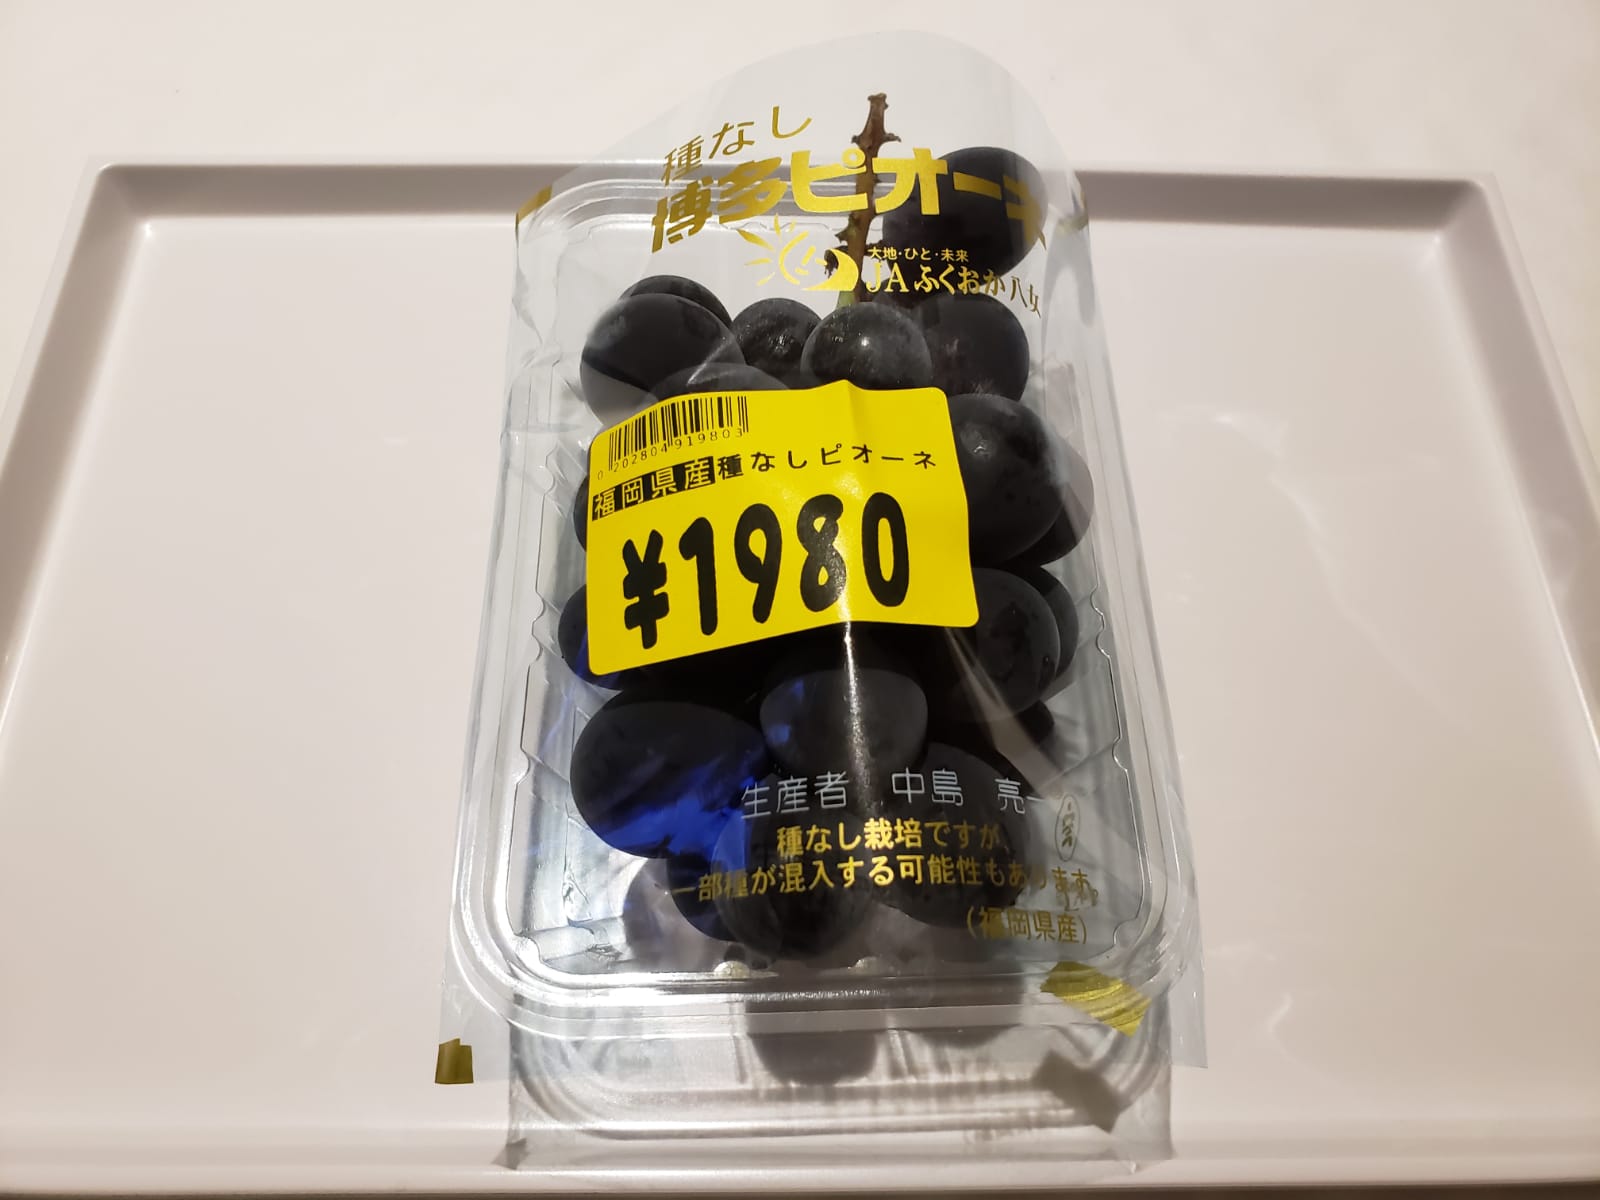 種なし
博多ピオーネ
大地・ひと・未来
JAふくおか八女
0 202804 919803
福岡県産種なしピオーネ
¥1980
生産者 中島 亮一
種なし栽培ですが、
一部種が混入する可能性もあります。
(福岡県産)